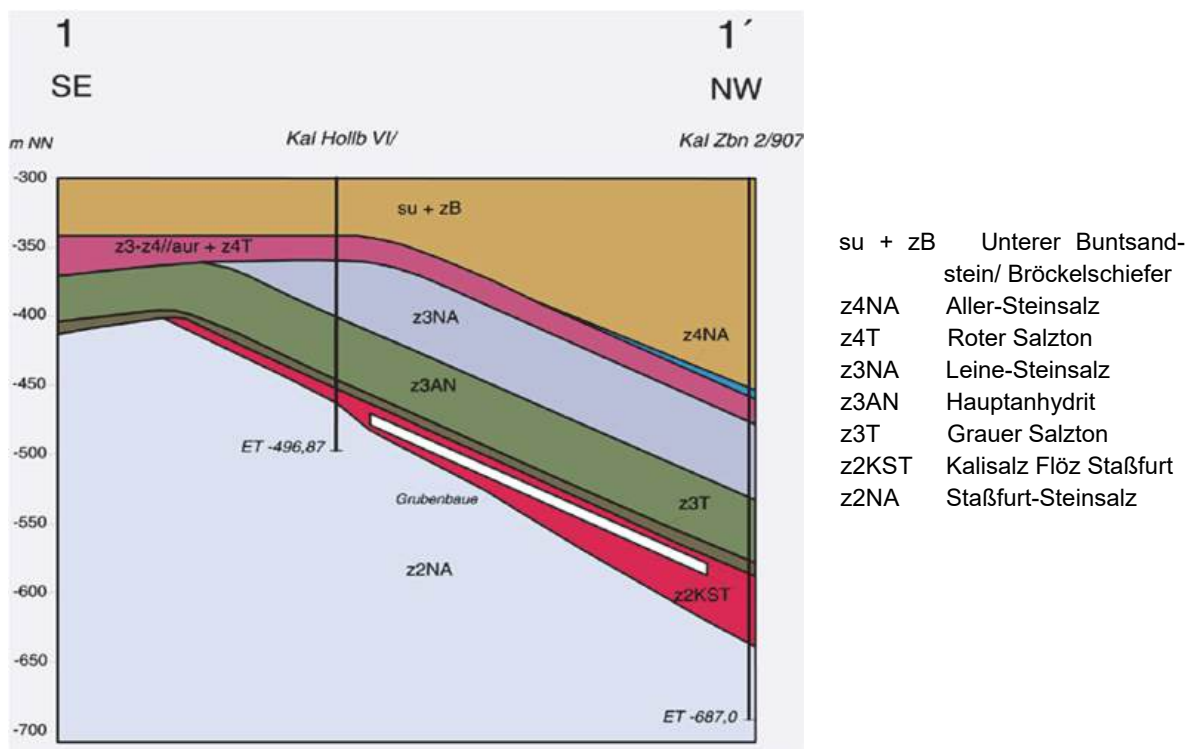 1 1´
SE NW
m NN Kal Hollb VI/ Kal Zbn 2/907
-300
su + zB
-350 z3-z4//aur + z4T
-400 z3NA z4NA
-450 z3AN
ET -496,87
-500
Grubenbaue z3T
-550
z2NA
-600 z2KST
-650
ET -687,0
-700
su + zB Unterer Buntsand-
stein/ Bröckelschiefer
z4NA Aller-Steinsalz
z4T Roter Salzton
z3NA Leine-Steinsalz
z3AN Hauptanhydrit
z3T Grauer Salzton
z2KST Kalisalz Flöz Staßfurt
z2NA Staßfurt-Steinsalz